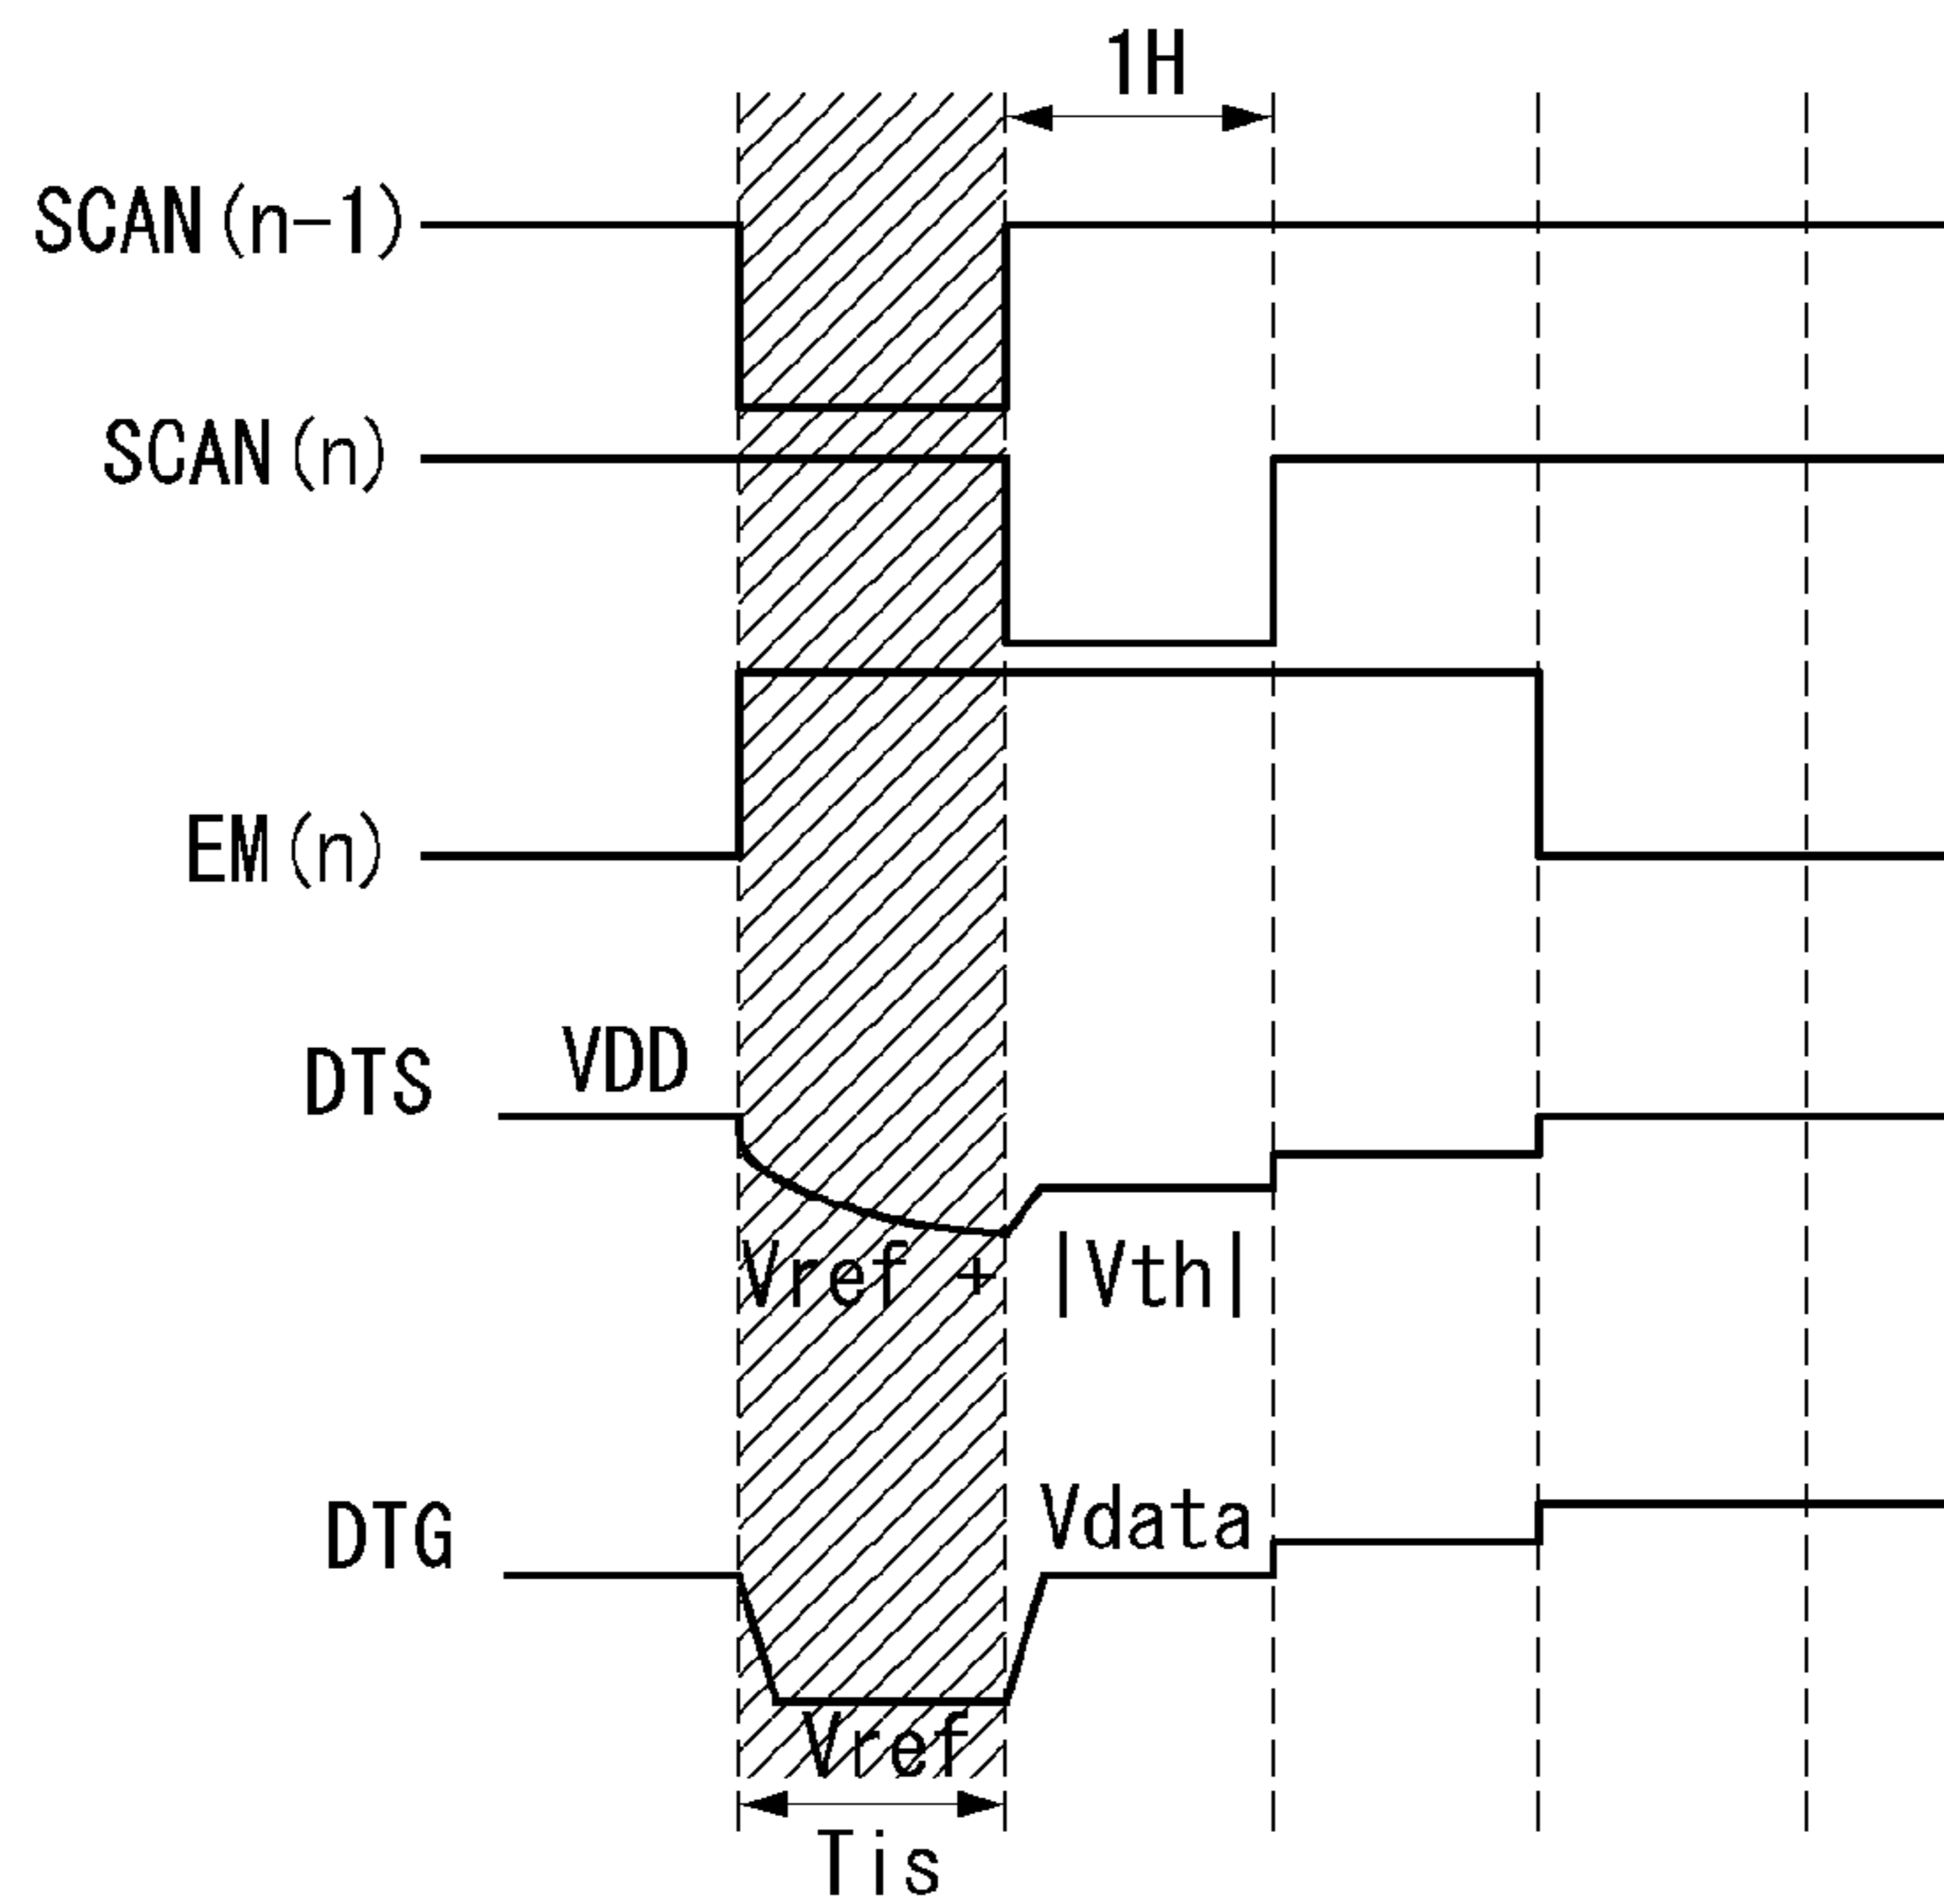 1H
SCAN(n-1)
SCAN(n)
EM(n)
VDD
DTS
Vref + |Vth|
Vdata
DTG
Vref
Tis